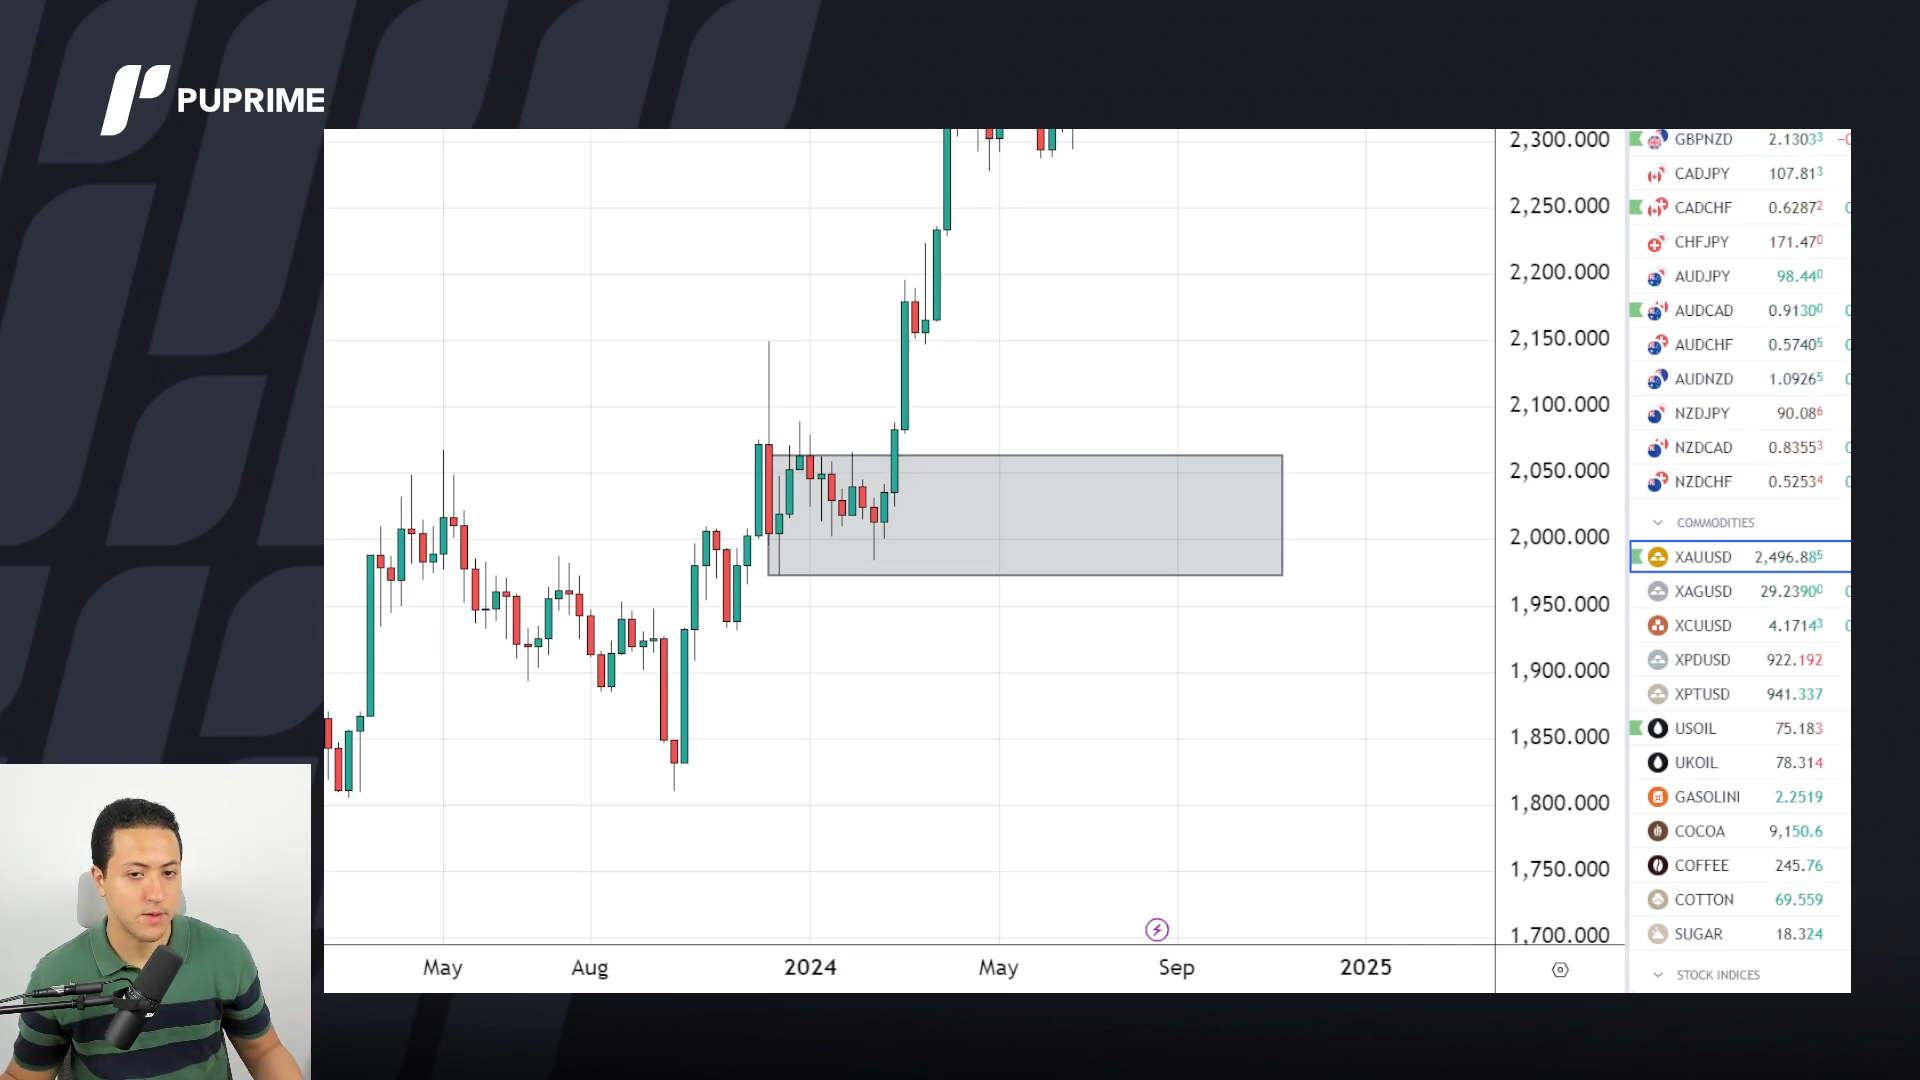 PUPRIME
2,300.000
2,250.000
2,200.000
2,150.000
2,100.000
2,050.000
2,000.000
1,950.000
1,900.000
1,850.000
1,800.000
1,750.000
1,700.000
May Aug 2024 May Sep 2025
GBPNZD 2.13033
CADJPY 107.813
CADCHF 0.62872
CHFJPY 171.470
AUDJPY 98.440
AUDCAD 0.91300
AUDCHF 0.57405
AUDNZD 1.09265
NZDJPY 90.086
NZDCAD 0.83553
NZDCHF 0.52534
COMMODITIES
XAUUSD 2,496.885
XAGUSD 29.23900
XCUUSD 4.17143
XPDUSD 922.192
XPTUSD 941.337
USOIL 75.183
UKOIL 78.314
GASOLINI 2.2519
COCOA 9,150.6
COFFEE 245.76
COTTON 69.559
SUGAR 18.324
STOCK INDICES